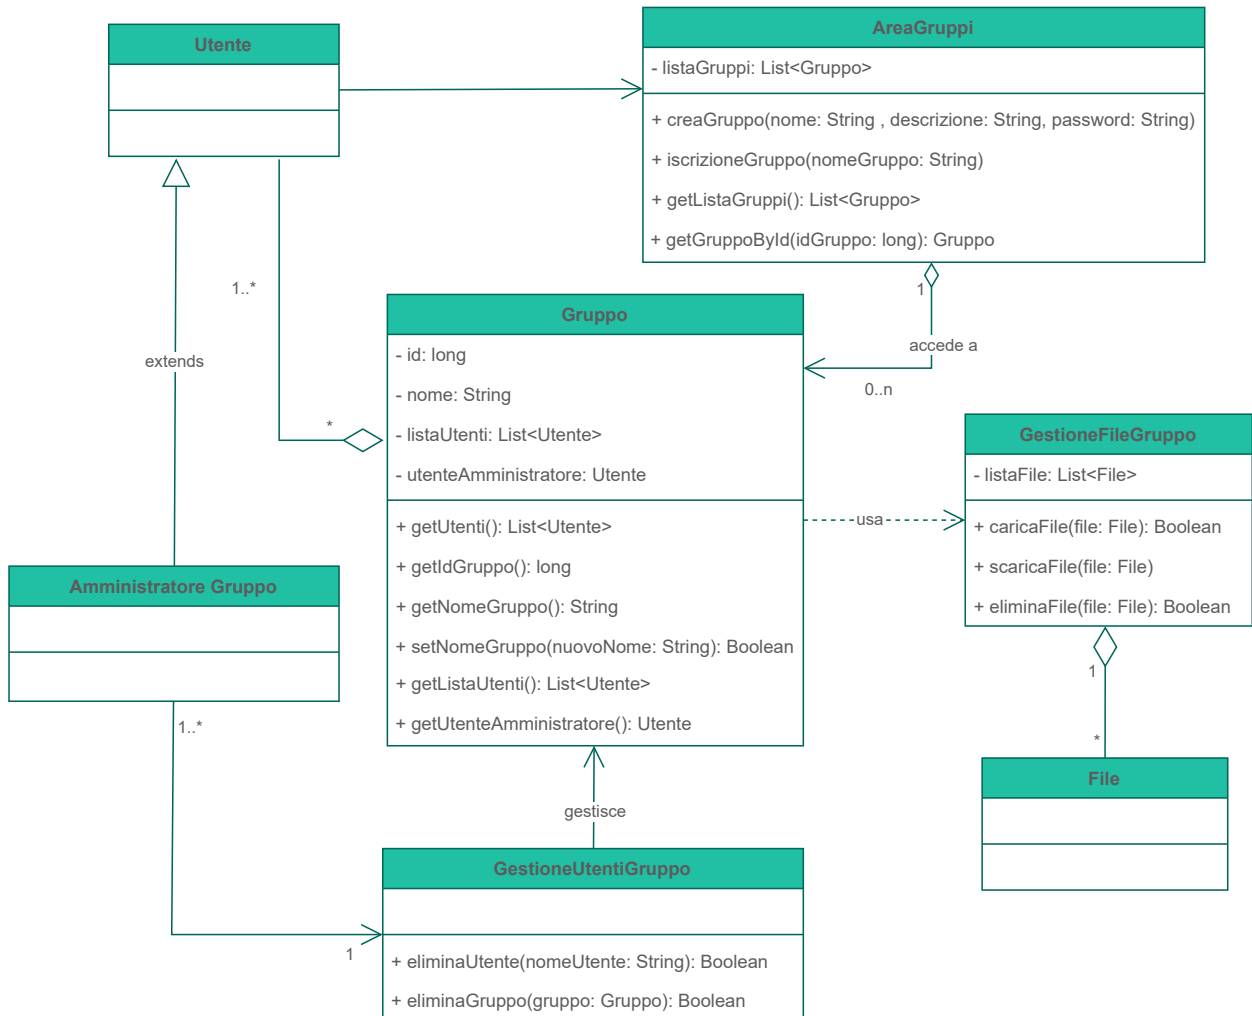 Utente
AreaGruppi
- listaGruppi: List<Gruppo>
+ creaGruppo(nome: String , descrizione: String, password: String)
+ iscrizioneGruppo(nomeGruppo: String)
+ getListaGruppi(): List<Gruppo>
+ getGruppoById(idGruppo: long): Gruppo
1
accede a
0..n
1..*
*
extends
Gruppo
- id: long
- nome: String
- listaUtenti: List<Utente>
- utenteAmministratore: Utente
+ getUtenti(): List<Utente>
+ getIdGruppo(): long
+ getNomeGruppo(): String
+ setNomeGruppo(nuovoNome: String): Boolean
+ getListaUtenti(): List<Utente>
+ getUtenteAmministratore(): Utente
usa
GestioneFileGruppo
- listaFile: List<File>
+ caricaFile(file: File): Boolean
+ scaricaFile(file: File)
+ eliminaFile(file: File): Boolean
1
*
File
Amministratore Gruppo
1..*
1
gestisce
GestioneUtentiGruppo
+ eliminaUtente(nomeUtente: String): Boolean
+ eliminaGruppo(gruppo: Gruppo): Boolean